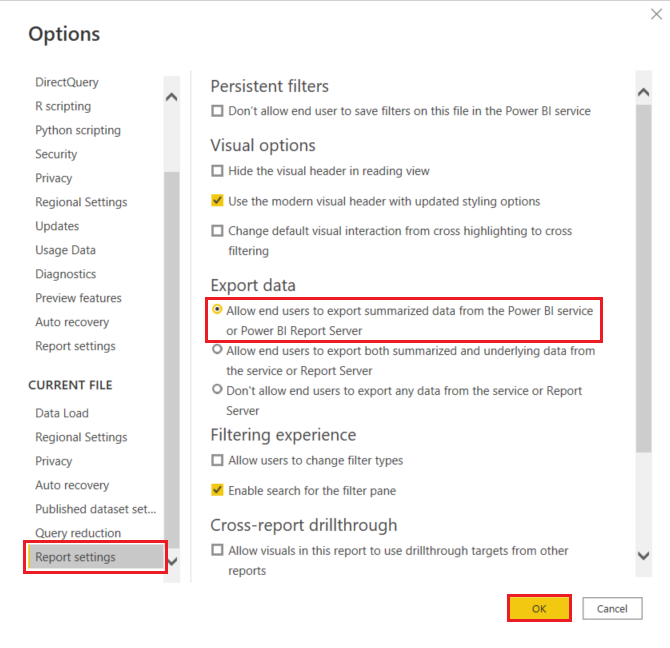 Options
DirectQuery
R scripting
Python scripting
Security
Privacy
Regional Settings
Updates
Usage Data
Diagnostics
Preview features
Auto recovery
Report settings
CURRENT FILE
Data Load
Regional Settings
Privacy
Auto recovery
Published dataset set...
Query reduction
Report settings
Persistent filters
Don't allow end user to save filters on this file in the Power BI service
Visual options
Hide the visual header in reading view
Use the modern visual header with updated styling options
Change default visual interaction from cross highlighting to cross
filtering
Export data
Allow end users to export summarized data from the Power BI service
or Power BI Report Server
Allow end users to export both summarized and underlying data from
the service or Report Server
Don't allow end users to export any data from the service or Report
Server
Filtering experience
Allow users to change filter types
Enable search for the filter pane
Cross-report drillthrough
Allow visuals in this report to use drillthrough targets from other
reports
OK
Cancel